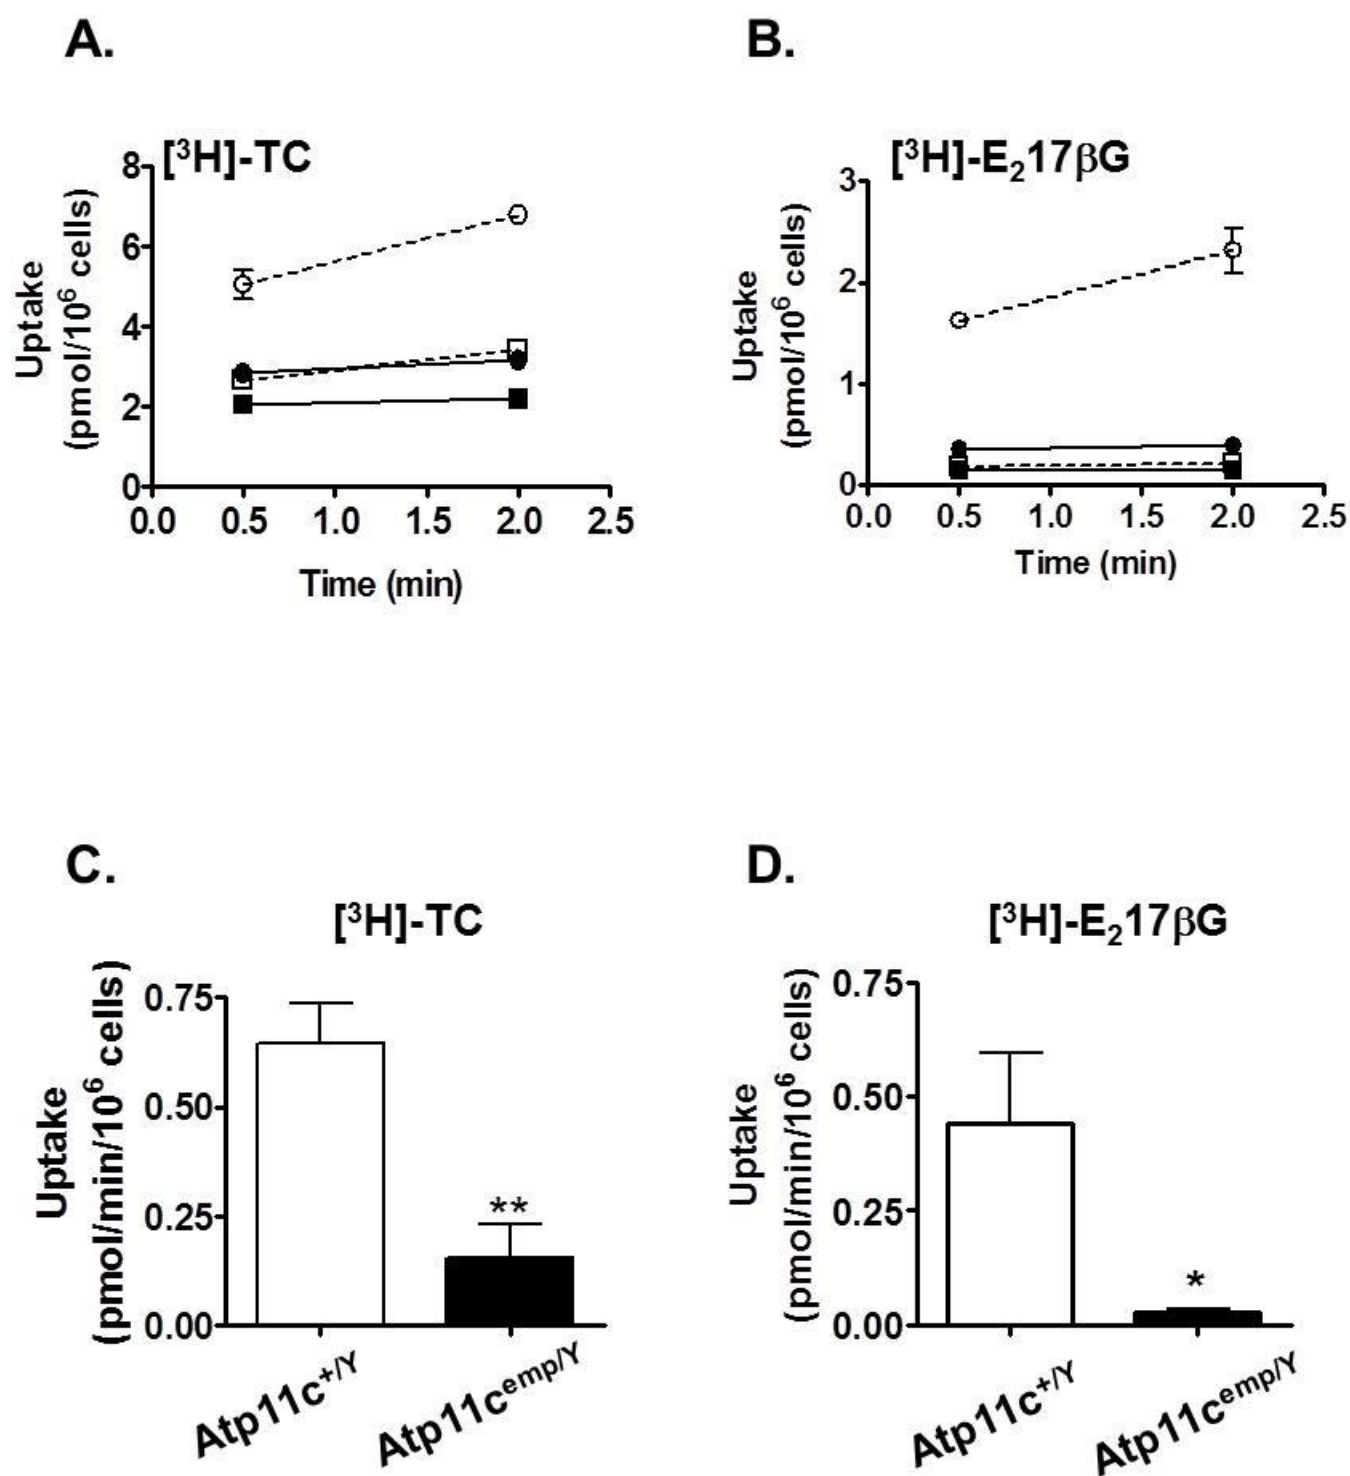 A.
[³H]-TC
Uptake
(pmol/10⁶ cells)
8
6
4
2
0
0.0 0.5 1.0 1.5 2.0 2.5
Time (min)
B.
[³H]-E₂17βG
Uptake
(pmol/10⁶ cells)
3
2
1
0
0.0 0.5 1.0 1.5 2.0 2.5
Time (min)
C.
[³H]-TC
Uptake
(pmol/min/10⁶ cells)
0.75
0.50
0.25
0.00
**
Atp11c⁺/ʸ
Atp11cᵉᵐᵖ/ʸ
D.
[³H]-E₂17βG
Uptake
(pmol/min/10⁶ cells)
0.75
0.50
0.25
0.00
*
Atp11c⁺/ʸ
Atp11cᵉᵐᵖ/ʸ